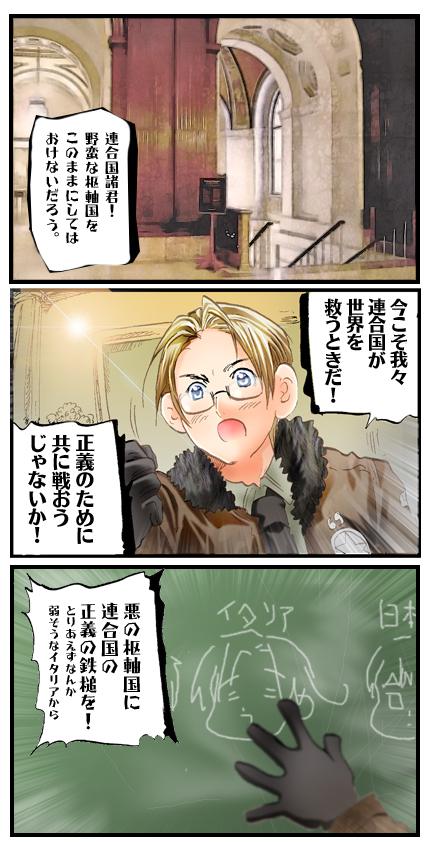 連合国諸君！
野蛮な枢軸国を
このままにしては
おけないだろう。
今こそ我々
連合国が
世界を
救うときだ！
正義のために
共に戦おう
じゃないか！
悪の枢軸国に
連合国の
正義の鉄槌を！
とりあえずなんか
弱そうなイタリアから
イタリア
日本